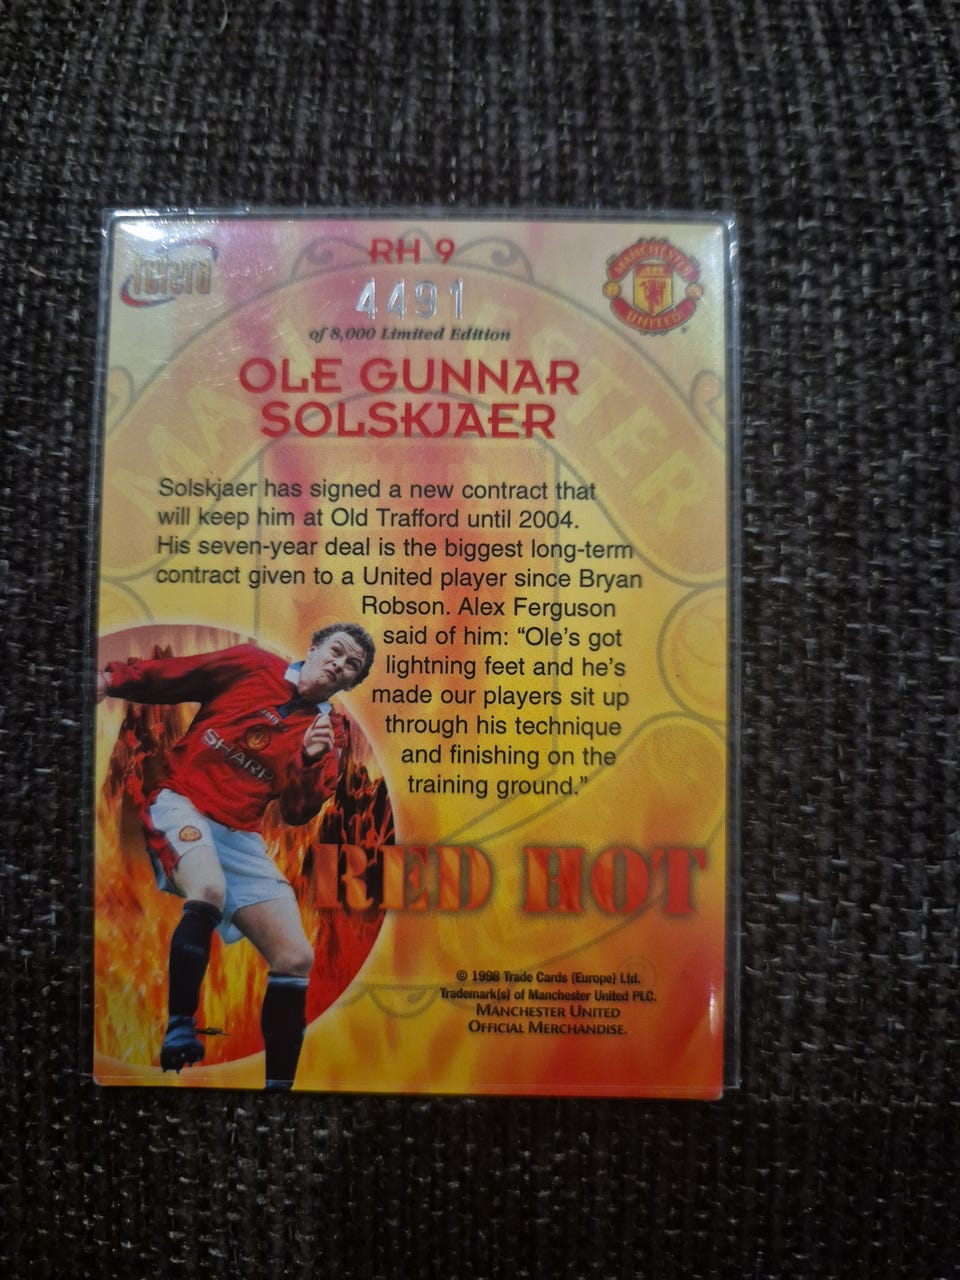 futera
RH 9
MANCHESTER
UNITED
4491
of 8,000 Limited Edition
OLE GUNNAR
SOLSKJAER
Solskjaer has signed a new contract that
will keep him at Old Trafford until 2004.
His seven-year deal is the biggest long-term
contract given to a United player since Bryan
Robson. Alex Ferguson
said of him: “Ole’s got
lightning feet and he’s
made our players sit up
through his technique
and finishing on the
training ground.”
SHARP
RED HOT
© 1998 Trade Cards (Europe) Ltd.
Trademark(s) of Manchester United PLC.
MANCHESTER UNITED
OFFICIAL MERCHANDISE.